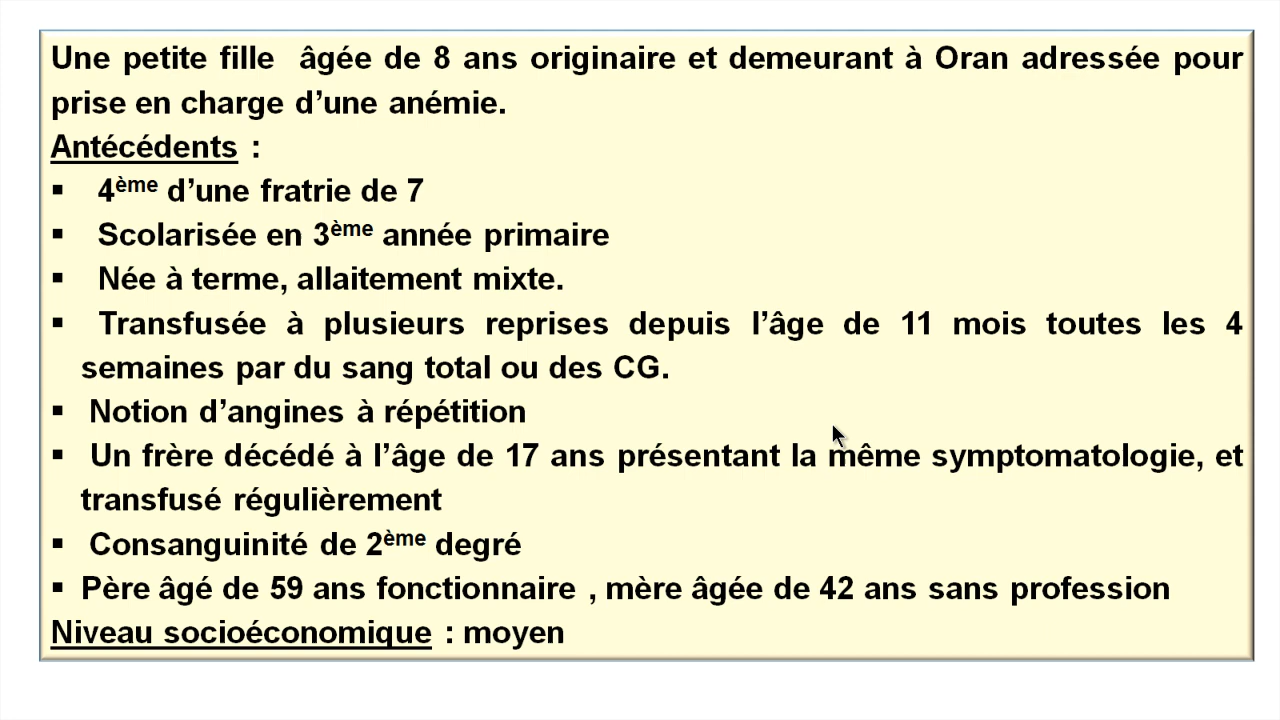 Une petite fille âgée de 8 ans originaire et demeurant à Oran adressée pour
prise en charge d’une anémie.
Antécédents :
▪ 4ème d’une fratrie de 7
▪ Scolarisée en 3ème année primaire
▪ Née à terme, allaitement mixte.
▪ Transfusée à plusieurs reprises depuis l’âge de 11 mois toutes les 4
semaines par du sang total ou des CG.
▪ Notion d’angines à répétition
▪ Un frère décédé à l’âge de 17 ans présentant la même symptomatologie, et
transfusé régulièrement
▪ Consanguinité de 2ème degré
▪ Père âgé de 59 ans fonctionnaire , mère âgée de 42 ans sans profession
Niveau socioéconomique : moyen